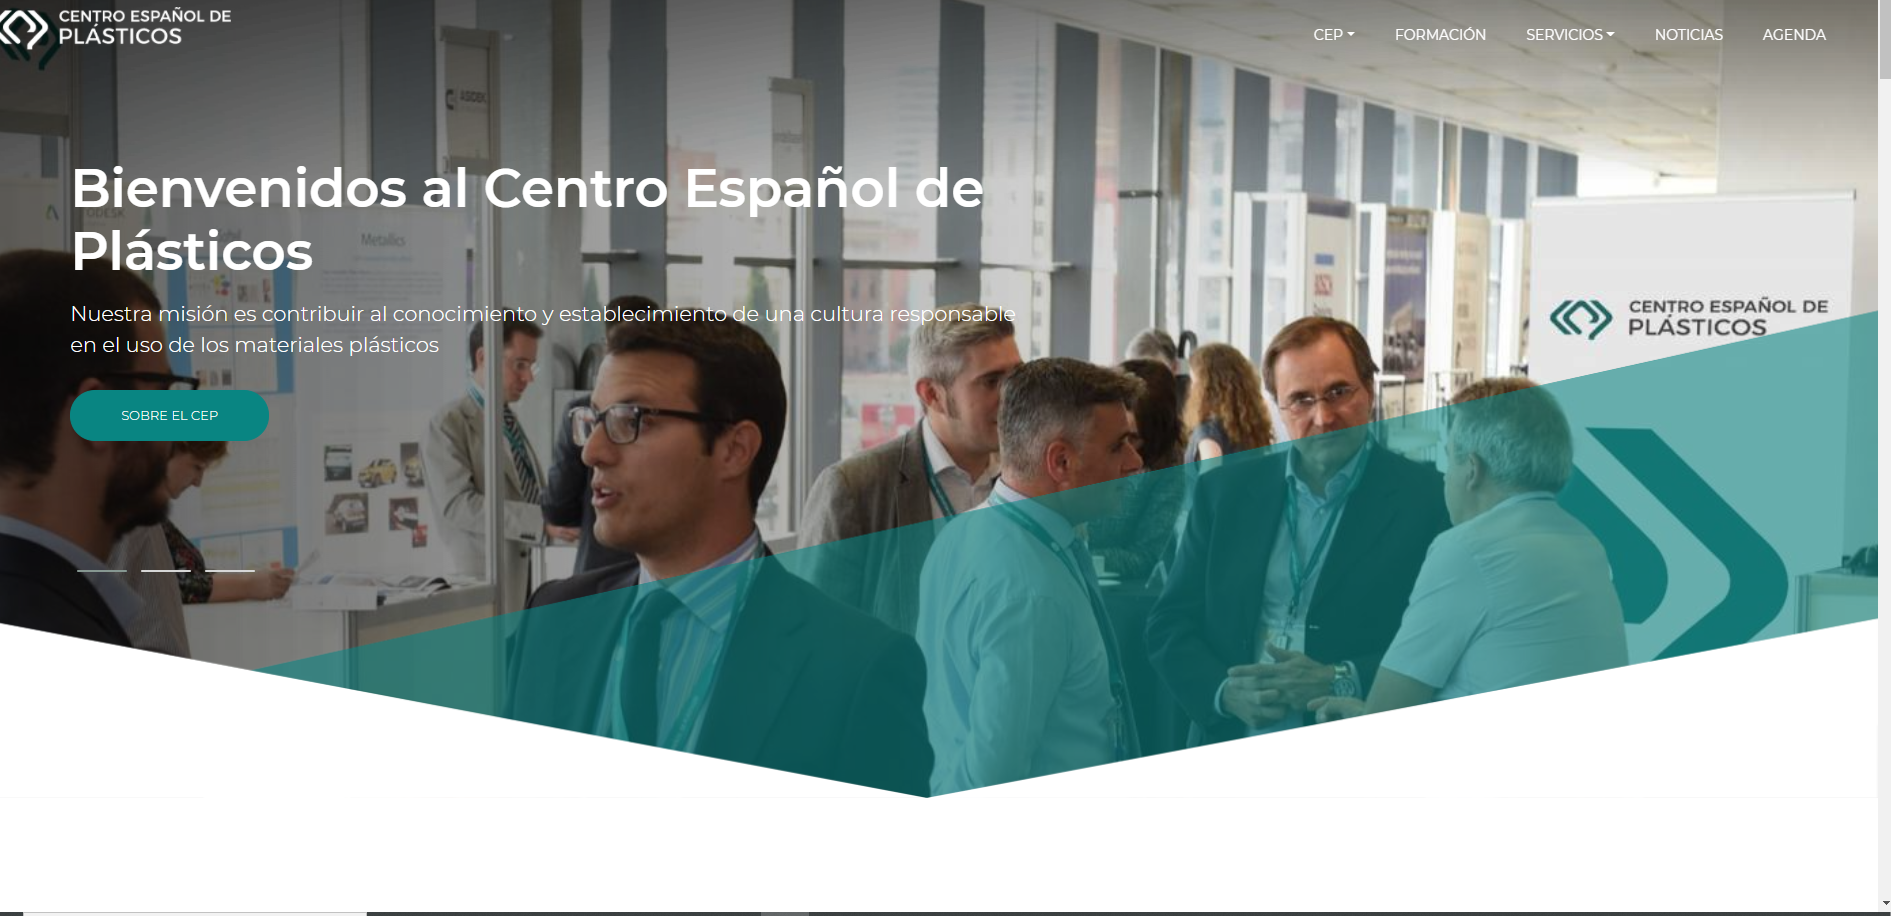 CENTRO ESPAÑOL DE
PLÁSTICOS
CEP
FORMACIÓN
SERVICIOS
NOTICIAS
AGENDA
Bienvenidos al Centro Español de
Plásticos
Metallics
Nuestra misión es contribuir al conocimiento y establecimiento de una cultura responsable
en el uso de los materiales plásticos
SOBRE EL CEP
CENTRO ESPAÑOL DE
PLÁSTICOS